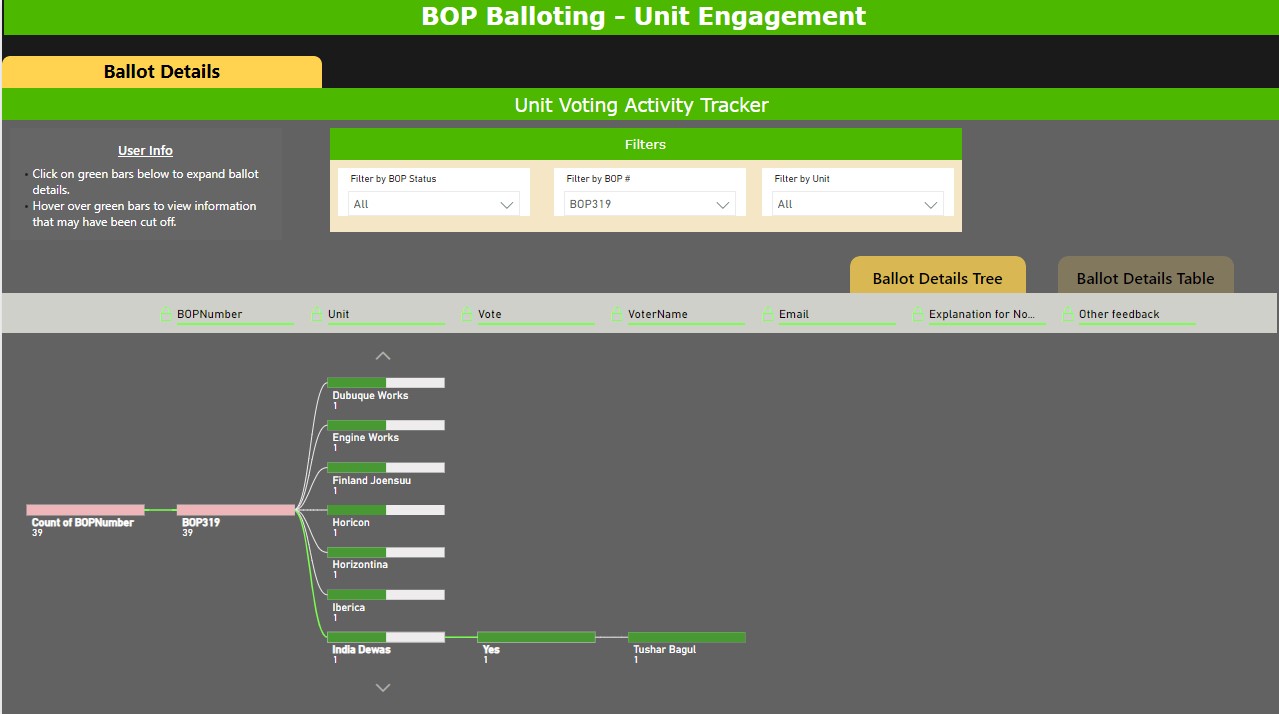 BOP Balloting - Unit Engagement
Ballot Details
Unit Voting Activity Tracker
User Info
• Click on green bars below to expand ballot
details.
• Hover over green bars to view information
that may have been cut off.
Filters
Filter by BOP Status
All
Filter by BOP #
BOP319
Filter by Unit
All
Ballot Details Tree
Ballot Details Table
BOPNumber
Unit
Vote
VoterName
Email
Explanation for No...
Other feedback
Count of BOPNumber
39
BOP319
39
Dubuque Works
1
Engine Works
1
Finland Joensuu
1
Horicon
1
Horizontina
1
Iberica
1
India Dewas
1
Yes
1
Tushar Bagul
1